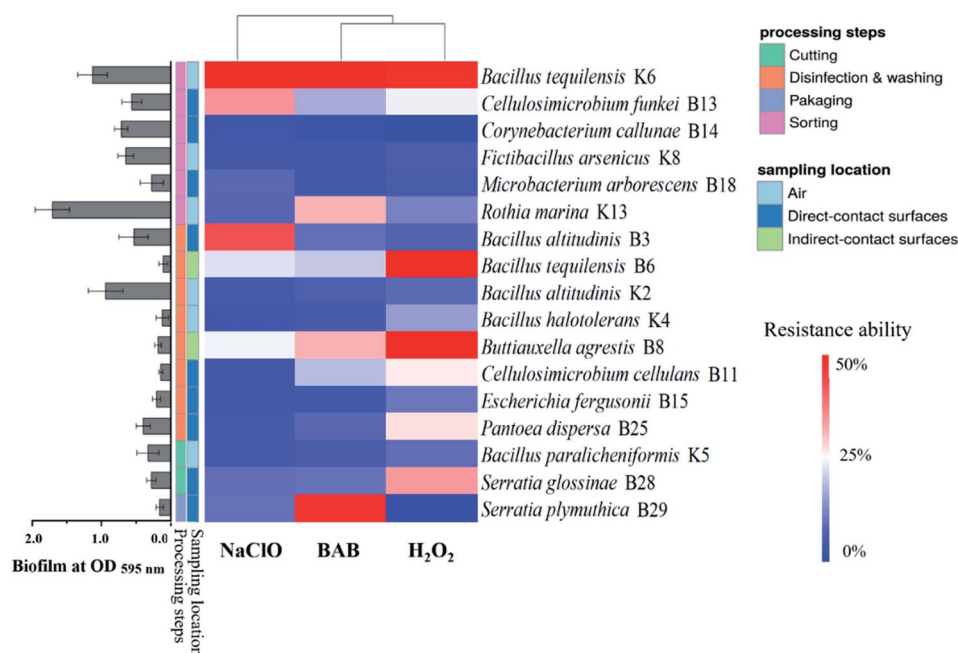 processing steps
Cutting
Disinfection & washing
Pakaging
Sorting
sampling location
Air
Direct-contact surfaces
Indirect-contact surfaces
Resistance ability
50%
25%
0%
Bacillus tequilensis K6
Cellulosimicrobium funkei B13
Corynebacterium callunae B14
Fictibacillus arsenicus K8
Microbacterium arborescens B18
Rothia marina K13
Bacillus altitudinis B3
Bacillus tequilensis B6
Bacillus altitudinis K2
Bacillus halotolerans K4
Buttiauxella agrestis B8
Cellulosimicrobium cellulans B11
Escherichia fergusonii B15
Pantoea dispersa B25
Bacillus paralicheniformis K5
Serratia glossinae B28
Serratia plymuthica B29
2.0 1.0 0.0
Biofilm at OD 595 nm
Processing steps
Sampling location
NaClO BAB H₂O₂